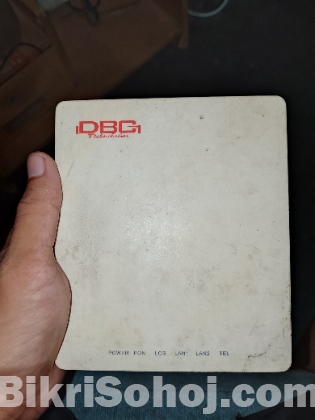 DBC
POWER PON LOS LAN1 LAN2 TEL
BikriSohoj.com